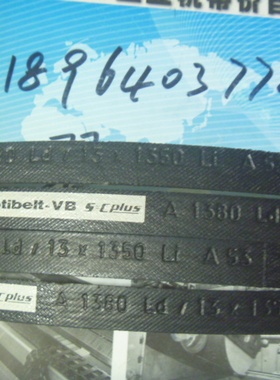 189640377
Ld / 13 x 1350 Li A 53
tibelt-VB S=C plus A 1380 Ld
Ld / 13 x 1350 Li A 53
C plus A 1380 Ld / 13 x 135